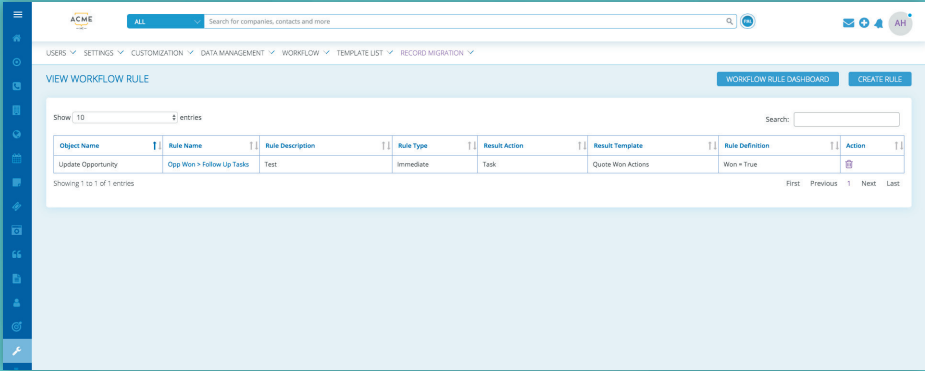 ACME
ALL Search for companies, contacts and more
AH
USERS SETTINGS CUSTOMIZATION DATA MANAGEMENT WORKFLOW TEMPLATE LIST RECORD MIGRATION
VIEW WORKFLOW RULE WORKFLOW RULE DASHBOARD CREATE RULE
Show 10 entries Search:
Object Name Rule Name Rule Description Rule Type Result Action Result Template Rule Definition Action
Update Opportunity Opp Won > Follow Up Tasks Test Immediate Task Quote Won Actions Won = True
Showing 1 to 1 of 1 entries First Previous 1 Next Last